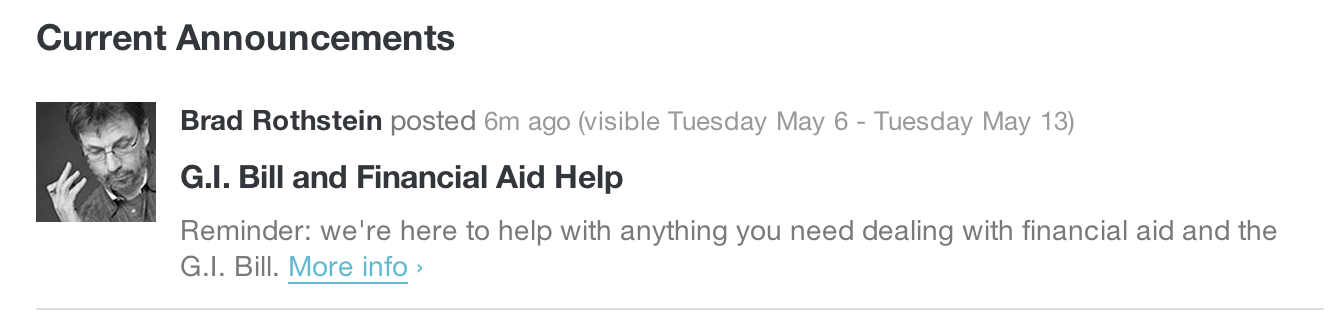 Current Announcements
Brad Rothstein posted 6m ago (visible Tuesday May 6 - Tuesday May 13)
G.I. Bill and Financial Aid Help
Reminder: we're here to help with anything you need dealing with financial aid and the
G.I. Bill. More info ›